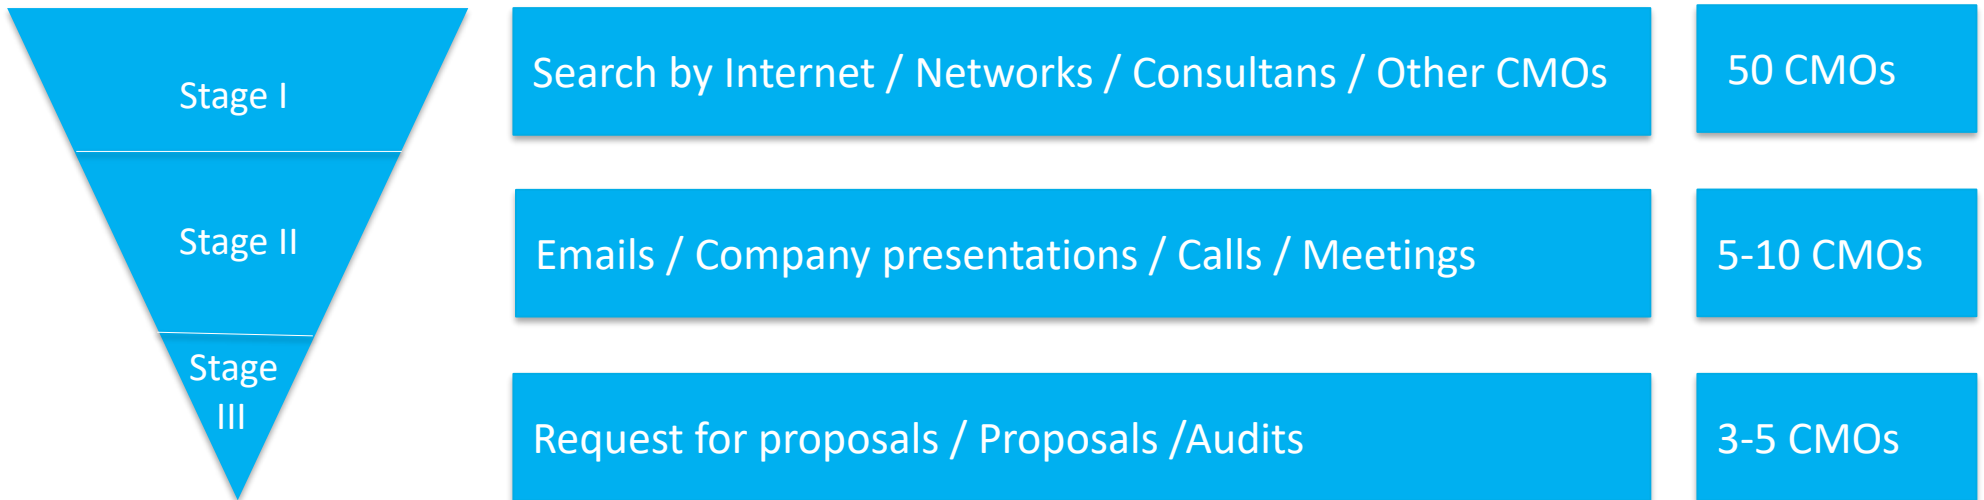 Stage I
Search by Internet / Networks / Consultans / Other CMOs
50 CMOs
Stage II
Emails / Company presentations / Calls / Meetings
5-10 CMOs
Stage
III
Request for proposals / Proposals /Audits
3-5 CMOs